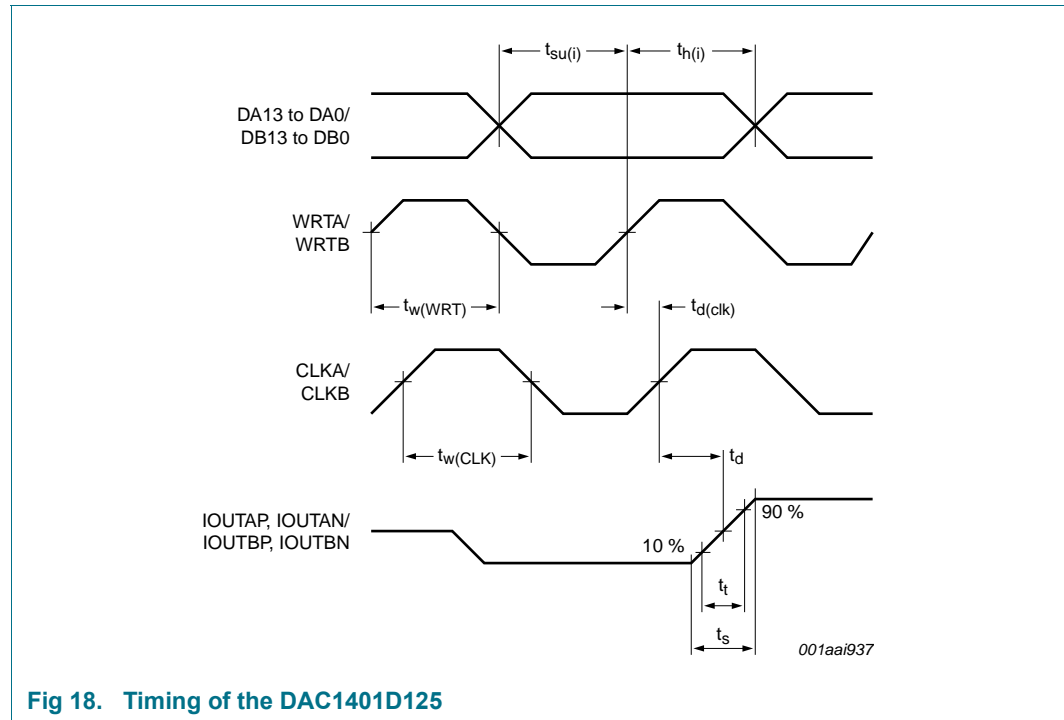 tsu(i)
th(i)
DA13 to DA0/
DB13 to DB0
WRTA/
WRTB
tw(WRT)
td(clk)
CLKA/
CLKB
tw(CLK)
td
IOUTAP, IOUTAN/
IOUTBP, IOUTBN
90 %
10 %
tt
ts
001aai937
Fig 18. Timing of the DAC1401D125